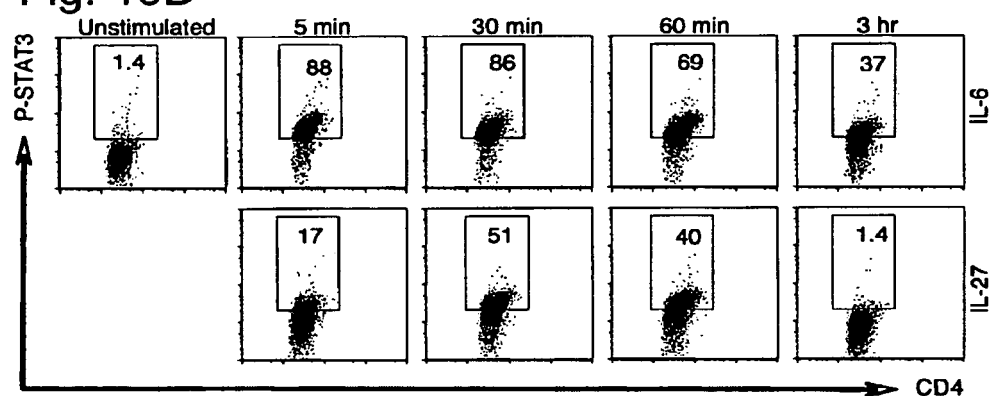 Unstimulated 5 min 30 min 60 min 3 hr
P-STAT3
1.4 88 86 69 37
IL-6
17 51 40 1.4
IL-27
CD4